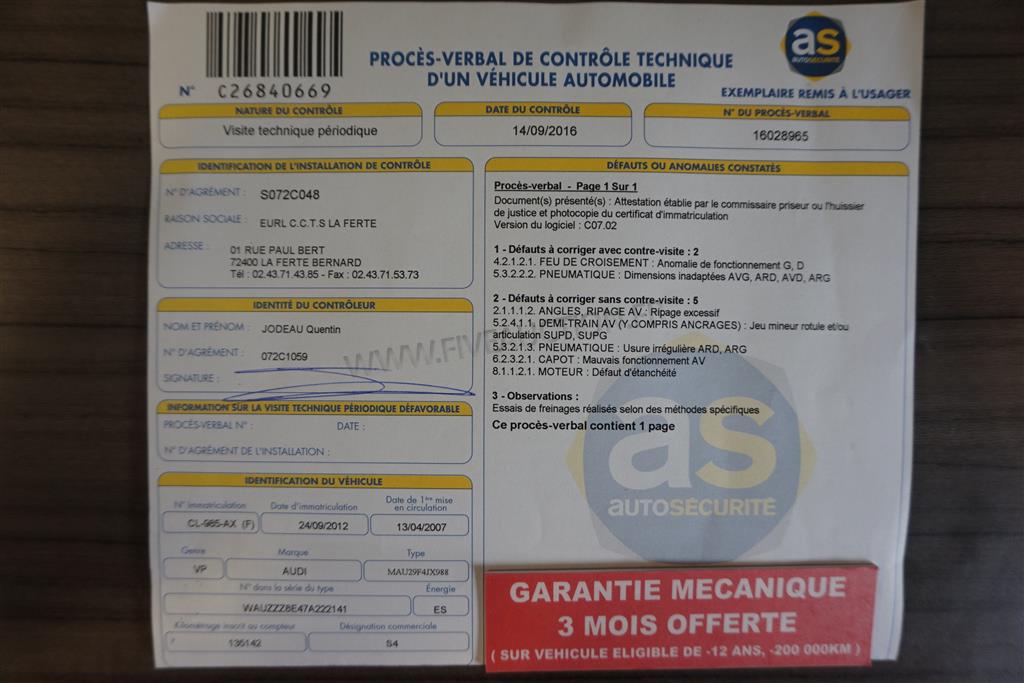 N° C26840669
PROCÈS-VERBAL DE CONTRÔLE TECHNIQUE
D'UN VÉHICULE AUTOMOBILE
as
AUTOSÉCURITÉ
EXEMPLAIRE REMIS À L'USAGER
NATURE DU CONTRÔLE
Visite technique périodique
DATE DU CONTRÔLE
14/09/2016
N° DU PROCÈS-VERBAL
16028965
IDENTIFICATION DE L'INSTALLATION DE CONTRÔLE
N° D'AGRÉMENT : S072C048
RAISON SOCIALE : EURL C.C.T.S LA FERTE
ADRESSE : 01 RUE PAUL BERT
72400 LA FERTE BERNARD
Tél : 02.43.71.43.85 - Fax : 02.43.71.53.73
IDENTITÉ DU CONTRÔLEUR
NOM ET PRÉNOM : JODEAU Quentin
N° D'AGRÉMENT : 072C1059
SIGNATURE :
INFORMATION SUR LA VISITE TECHNIQUE PÉRIODIQUE DÉFAVORABLE
PROCÈS-VERBAL N° : DATE :
N° D'AGRÉMENT DE L'INSTALLATION :
IDENTIFICATION DU VÉHICULE
N° Immatriculation Date d'immatriculation Date de 1ère mise
en circulation
CL-985-AX (F) 24/09/2012 13/04/2007
Genre Marque Type
VP AUDI MAU29F4JX988
N° dans la série du type Énergie
WAUZZZ8E47A222141 ES
Kilométrage inscrit au compteur Désignation commerciale
136142 S4
DÉFAUTS OU ANOMALIES CONSTATÉS
Procès-verbal - Page 1 Sur 1
Document(s) présenté(s) : Attestation établie par le commissaire priseur ou l'huissier
de justice et photocopie du certificat d'immatriculation
Version du logiciel : C07.02
1 - Défauts à corriger avec contre-visite : 2
4.2.1.2.1. FEU DE CROISEMENT : Anomalie de fonctionnement G, D
5.3.2.2.2. PNEUMATIQUE : Dimensions inadaptées AVG, ARD, AVD, ARG
2 - Défauts à corriger sans contre-visite : 5
2.1.1.1.2. ANGLES, RIPAGE AV : Ripage excessif
5.2.4.1.1. DEMI-TRAIN AV (Y COMPRIS ANCRAGES) : Jeu mineur rotule et/ou
articulation SUPD, SUPG
5.3.2.1.3. PNEUMATIQUE : Usure irrégulière ARD, ARG
6.2.3.2.1. CAPOT : Mauvais fonctionnement AV
8.1.1.2.1. MOTEUR : Défaut d'étanchéité
3 - Observations :
Essais de freinages réalisés selon des méthodes spécifiques
Ce procès-verbal contient 1 page
as
AUTOSÉCURITÉ
GARANTIE MECANIQUE
3 MOIS OFFERTE
( SUR VEHICULE ELIGIBLE DE -12 ANS, -200 000KM )